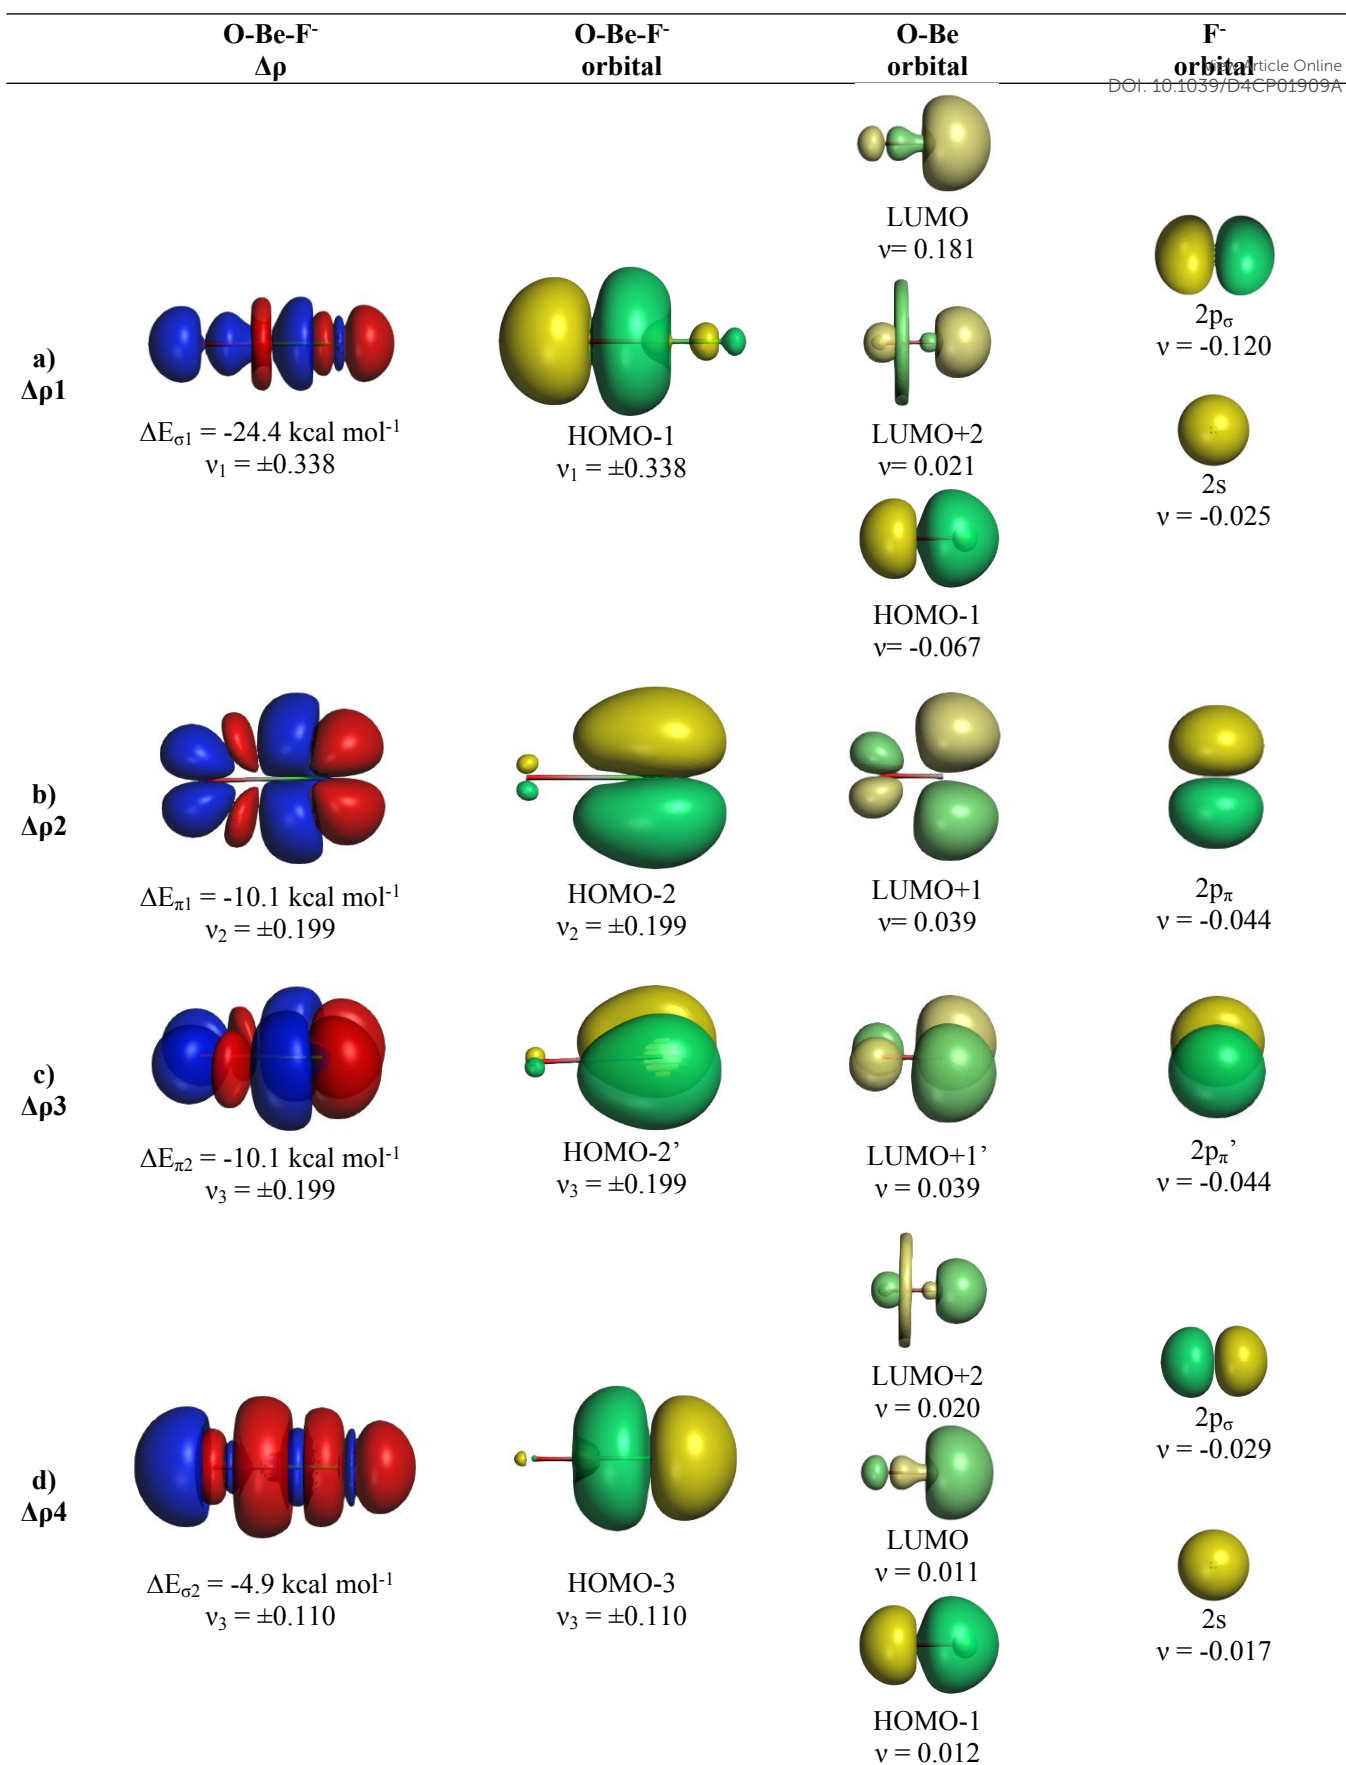 O-Be-F-
Δρ
O-Be-F-
orbital
O-Be
orbital
F-
orbital
View Article Online
DOI: 10.1039/D4CP01909A
a)
Δρ1
ΔEσ1 = -24.4 kcal mol-1
ν1 = ±0.338
HOMO-1
ν1 = ±0.338
LUMO
ν= 0.181
LUMO+2
ν= 0.021
HOMO-1
ν= -0.067
2pσ
ν = -0.120
2s
ν = -0.025
b)
Δρ2
ΔEπ1 = -10.1 kcal mol-1
ν2 = ±0.199
HOMO-2
ν2 = ±0.199
LUMO+1
ν= 0.039
2pπ
ν = -0.044
c)
Δρ3
ΔEπ2 = -10.1 kcal mol-1
ν3 = ±0.199
HOMO-2’
ν3 = ±0.199
LUMO+1’
ν = 0.039
2pπ’
ν = -0.044
d)
Δρ4
ΔEσ2 = -4.9 kcal mol-1
ν3 = ±0.110
HOMO-3
ν3 = ±0.110
LUMO+2
ν = 0.020
LUMO
ν = 0.011
HOMO-1
ν = 0.012
2pσ
ν = -0.029
2s
ν = -0.017